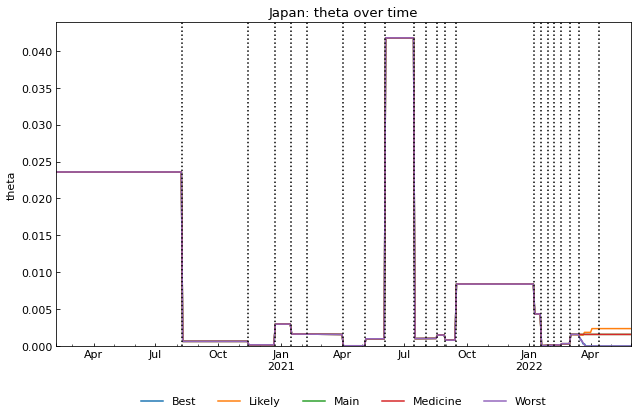 Japan: theta over time
theta
0.040
0.035
0.030
0.025
0.020
0.015
0.010
0.005
0.000
Apr Jul Oct Jan Apr Jul Oct Jan Apr
2021 2022
Best Likely Main Medicine Worst